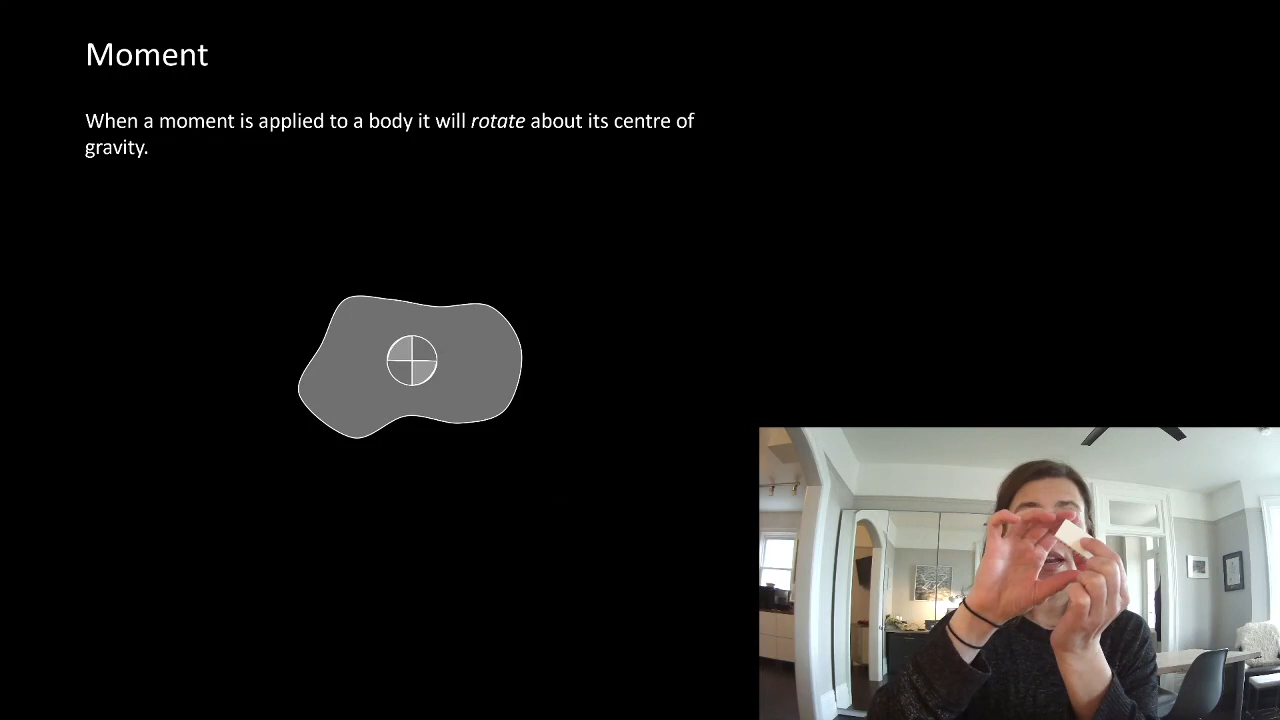 Moment
When a moment is applied to a body it will rotate about its centre of
gravity.